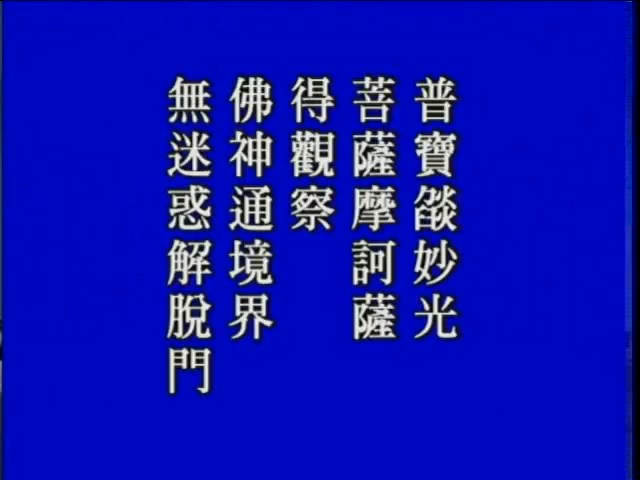 普寶燄妙光
菩薩摩訶薩
得觀察
佛神通境界
無迷惑解脫門